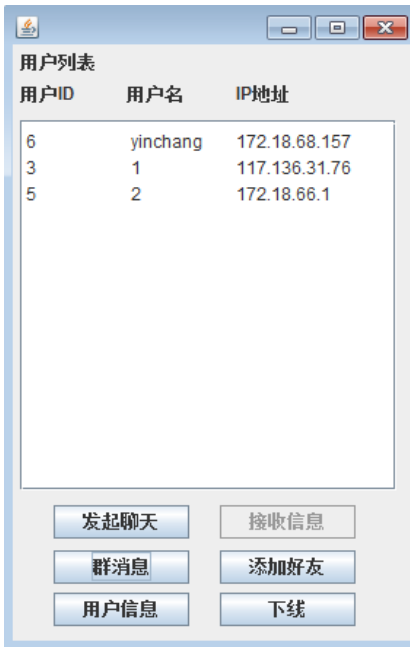 用户列表
用户ID 用户名 IP地址
6 yinchang 172.18.68.157
3 1 117.136.31.76
5 2 172.18.66.1
发起聊天 接收信息
群消息 添加好友
用户信息 下线